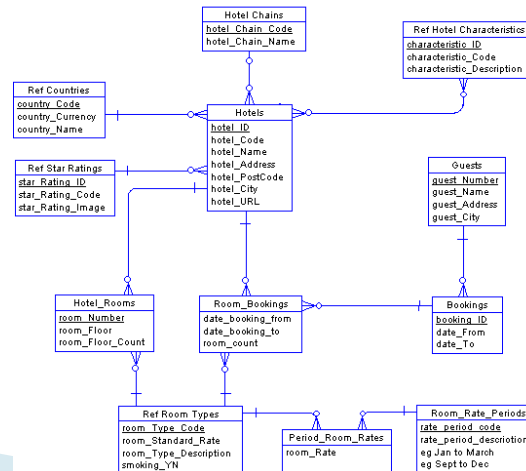 Hotel Chains
hotel_Chain_Code
hotel_Chain_Name
Ref Hotel Characteristics
characteristic_ID
characteristic_Code
characteristic_Description
Ref Countries
country_Code
country_Currency
country_Name
Hotels
hotel_ID
hotel_Code
hotel_Name
hotel_Address
hotel_PostCode
hotel_City
hotel_URL
Ref Star Ratings
star_Rating_ID
star_Rating_Code
star_Rating_Image
Guests
guest_Number
guest_Name
guest_Address
guest_City
Hotel_Rooms
room_Number
room_Floor
room_Floor_Count
Room_Bookings
date_booking_from
date_booking_to
room_count
Bookings
booking_ID
date_From
date_To
Ref Room Types
room_Type_Code
room_Standard_Rate
room_Type_Description
smoking_YN
Period_Room_Rates
room_Rate
Room_Rate_Periods
rate_period_code
rate_period_description
eg Jan to March
eg Sept to Dec